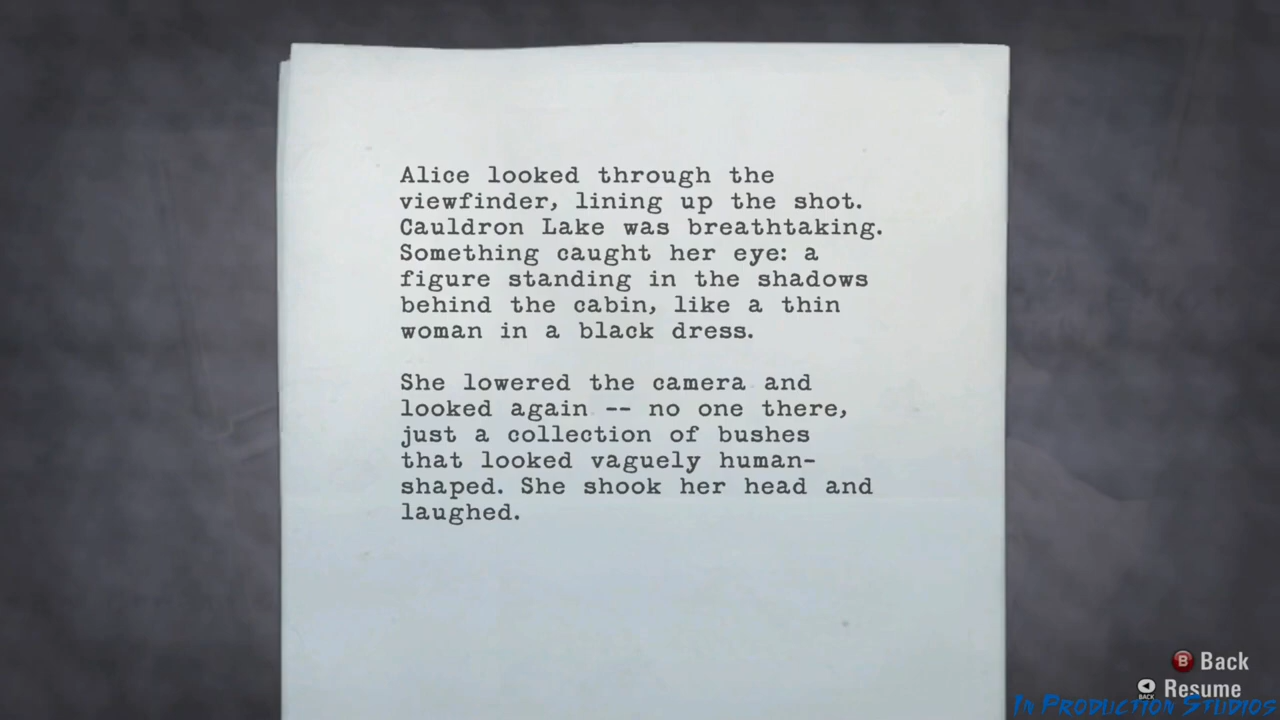 Alice looked through the
viewfinder, lining up the shot.
Cauldron Lake was breathtaking.
Something caught her eye: a
figure standing in the shadows
behind the cabin, like a thin
woman in a black dress.
She lowered the camera and
looked again -- no one there,
just a collection of bushes
that looked vaguely human-
shaped. She shook her head and
laughed.
B Back
BACK Resume
In Production Studios